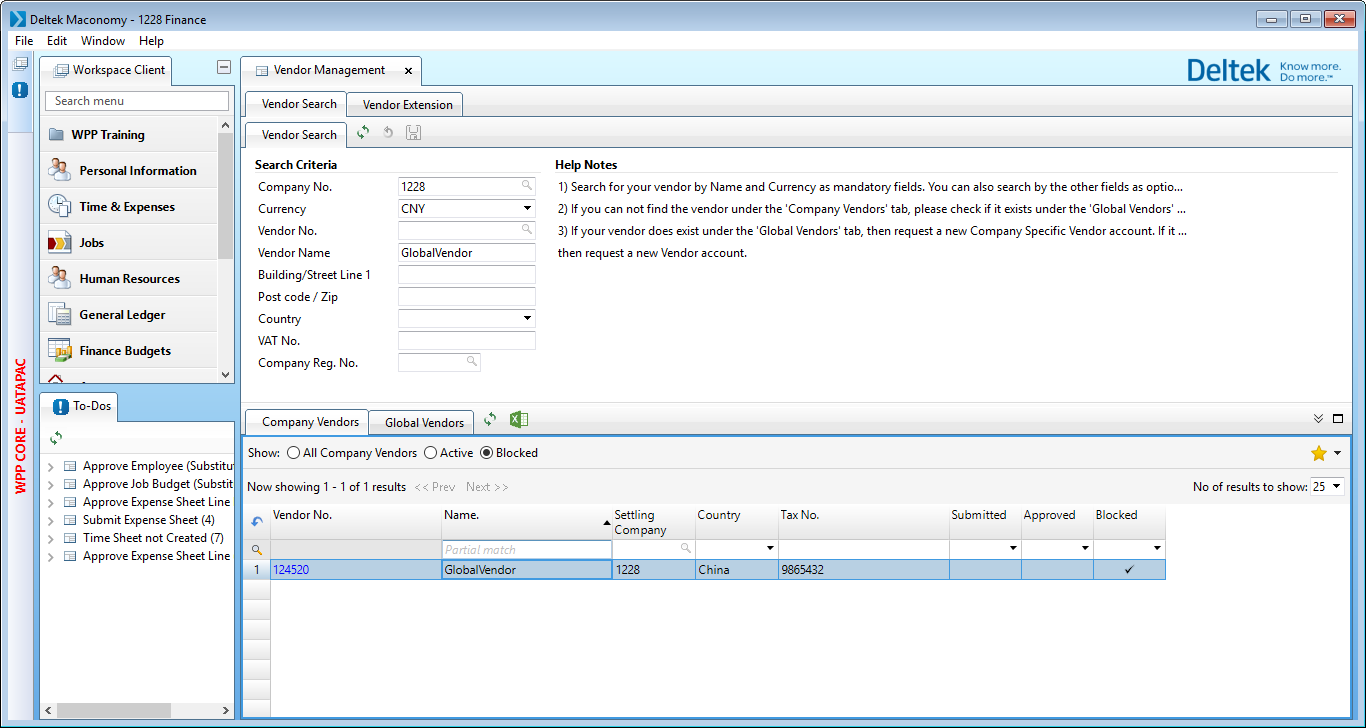 Deltek Maconomy - 1228 Finance
File Edit Window Help
Workspace Client
Search menu
WPP Training
Personal Information
Time & Expenses
Jobs
Human Resources
General Ledger
Finance Budgets
WPP CORE - UATAPAC
To-Dos
Approve Employee (Substitu
Approve Job Budget (Substit
Approve Expense Sheet Line
Submit Expense Sheet (4)
Time Sheet not Created (7)
Approve Expense Sheet Line
Vendor Management
Deltek Know more.
Do more.™
Vendor Search Vendor Extension
Vendor Search
Search Criteria
Company No. 1228
Currency CNY
Vendor No.
Vendor Name GlobalVendor
Building/Street Line 1
Post code / Zip
Country
VAT No.
Company Reg. No.
Help Notes
1) Search for your vendor by Name and Currency as mandatory fields. You can also search by the other fields as optio...
2) If you can not find the vendor under the 'Company Vendors' tab, please check if it exists under the 'Global Vendors' ...
3) If your vendor does exist under the 'Global Vendors' tab, then request a new Company Specific Vendor account. If it ...
then request a new Vendor account.
Company Vendors Global Vendors
Show: All Company Vendors Active Blocked
Now showing 1 - 1 of 1 results << Prev Next >> No of results to show: 25
Vendor No. Name. Settling Company Country Tax No. Submitted Approved Blocked
Partial match
1 124520 GlobalVendor 1228 China 9865432 ✓